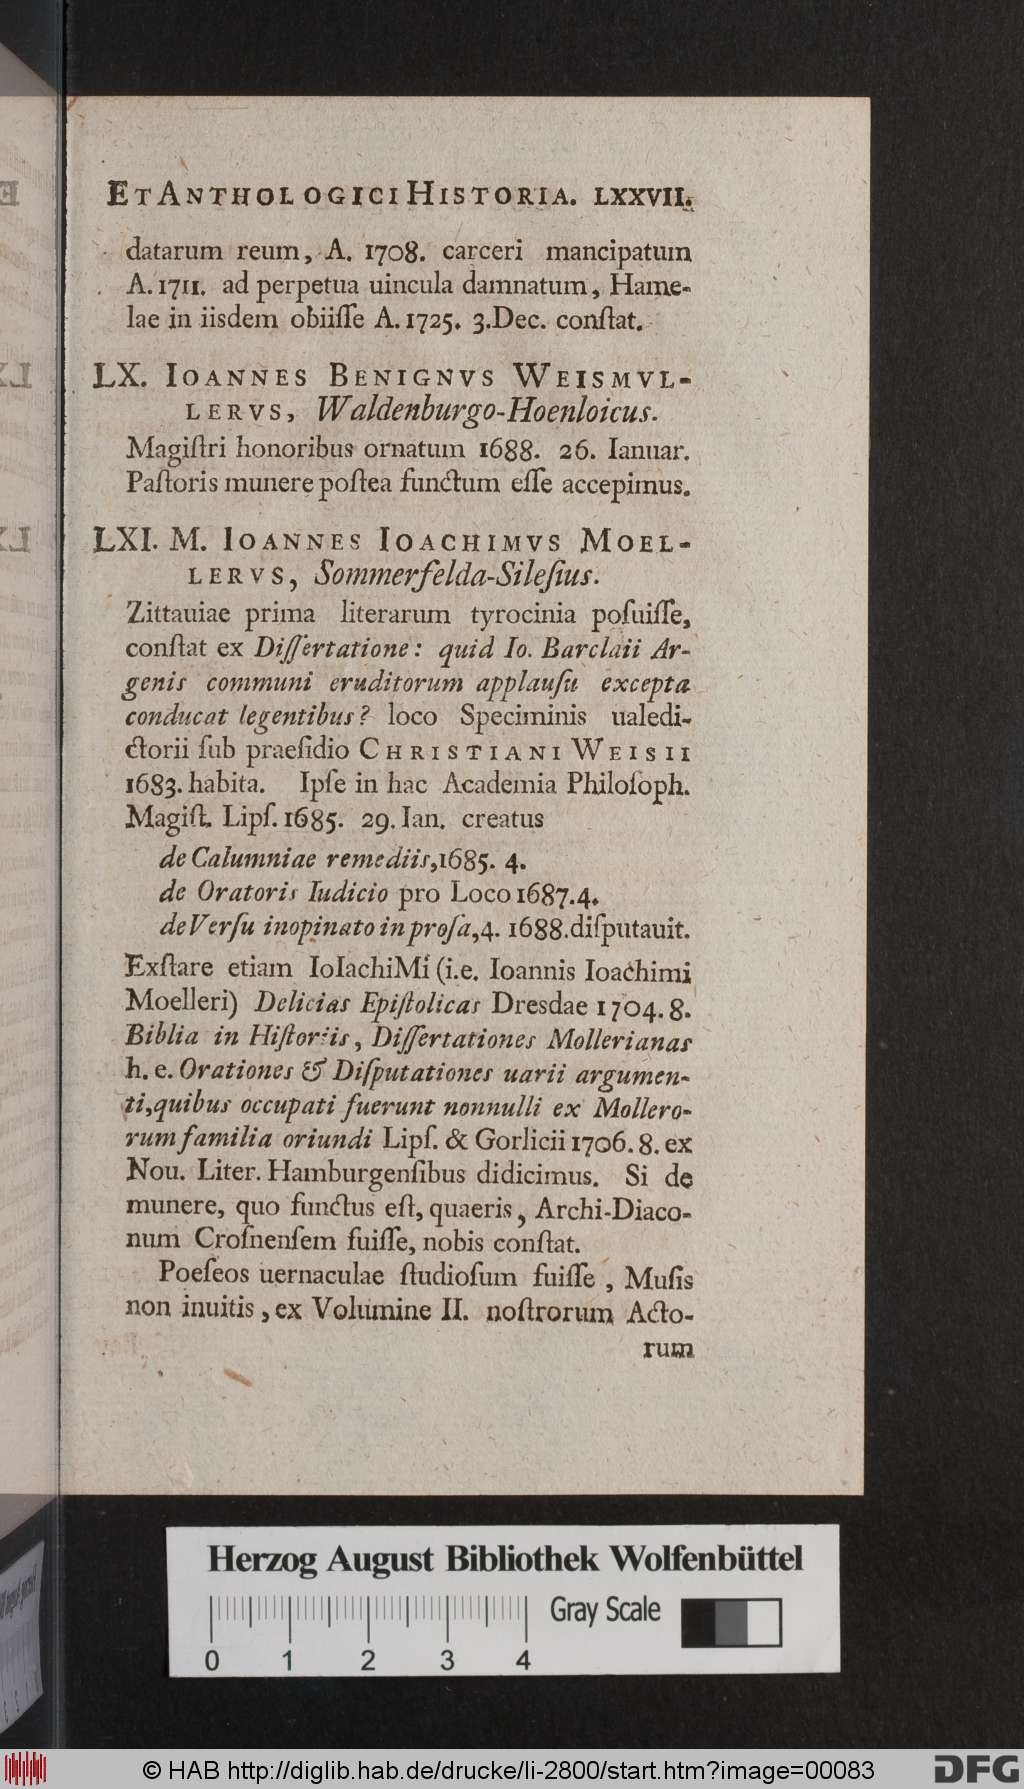 ET ANTHOLOGICI HISTORIA. LXXVII.
datarum reum, A. 1708. carceri mancipatum
A. 1711. ad perpetua uincula damnatum, Hame-
lae in iisdem obiiſſe A. 1725. 3. Dec. conſtat.
LX. IOANNES BENIGNVS WEISMVL-
LERVS, Waldenburgo-Hoenloicus.
Magiſtri honoribus ornatum 1688. 26. Ianuar.
Paſtoris munere poſtea functum eſſe accepimus.
LXI. M. IOANNES IOACHIMVS MOEL-
LERVS, Sommerfelda-Sileſius.
Zittauiae prima literarum tyrocinia poſuiſſe,
conſtat ex Diſſertatione: quid Io. Barclaii Ar-
genis communi eruditorum applauſu excepta
conducat legentibus? loco Speciminis ualedi-
ctorii ſub praeſidio CHRISTIANI WEISII
1683. habita. Ipſe in hac Academia Philoſoph.
Magiſt. Lipſ. 1685. 29. Ian. creatus
de Calumniae remediis, 1685. 4.
de Oratoris Iudicio pro Loco 1687. 4.
de Verſu inopinato in proſa, 4. 1688. diſputauit.
Exſtare etiam IoIachiMi (i.e. Ioannis Ioachimi
Moelleri) Delicias Epiſtolicas Dresdae 1704. 8.
Biblia in Hiſtoriis, Diſſertationes Mollerianas
h. e. Orationes & Diſputationes uarii argumen-
ti, quibus occupati fuerunt nonnulli ex Mollero-
rum familia oriundi Lipſ. & Gorlicii 1706. 8. ex
Nou. Liter. Hamburgenſibus didicimus. Si de
munere, quo functus eſt, quaeris, Archi-Diaco-
num Croſnenſem fuiſſe, nobis conſtat.
Poeſeos uernaculae ſtudioſum fuiſſe, Muſis
non inuitis, ex Volumine II. noſtrorum Acto-
rum
Herzog August Bibliothek Wolfenbüttel
Gray Scale
0 1 2 3 4
© HAB http://diglib.hab.de/drucke/li-2800/start.htm?image=00083
DFG